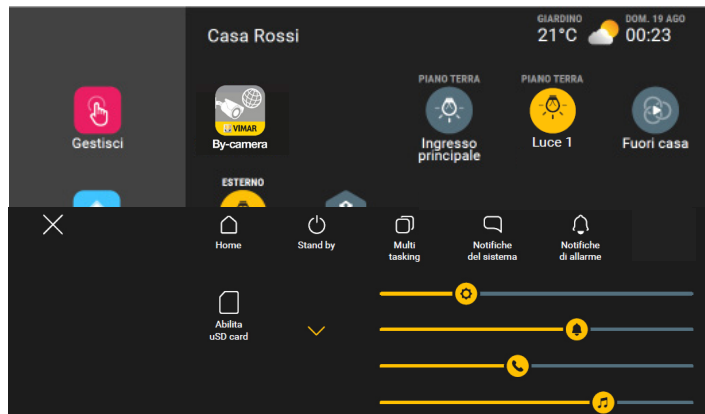 Casa Rossi
GIARDINO
21°C
DOM. 19 AGO
00:23
Gestisci
VIMAR
By-camera
PIANO TERRA
Ingresso
principale
PIANO TERRA
Luce 1
Fuori casa
ESTERNO
Home
Stand by
Multi
tasking
Notifiche
del sistema
Notifiche
di allarme
Abilita
uSD card